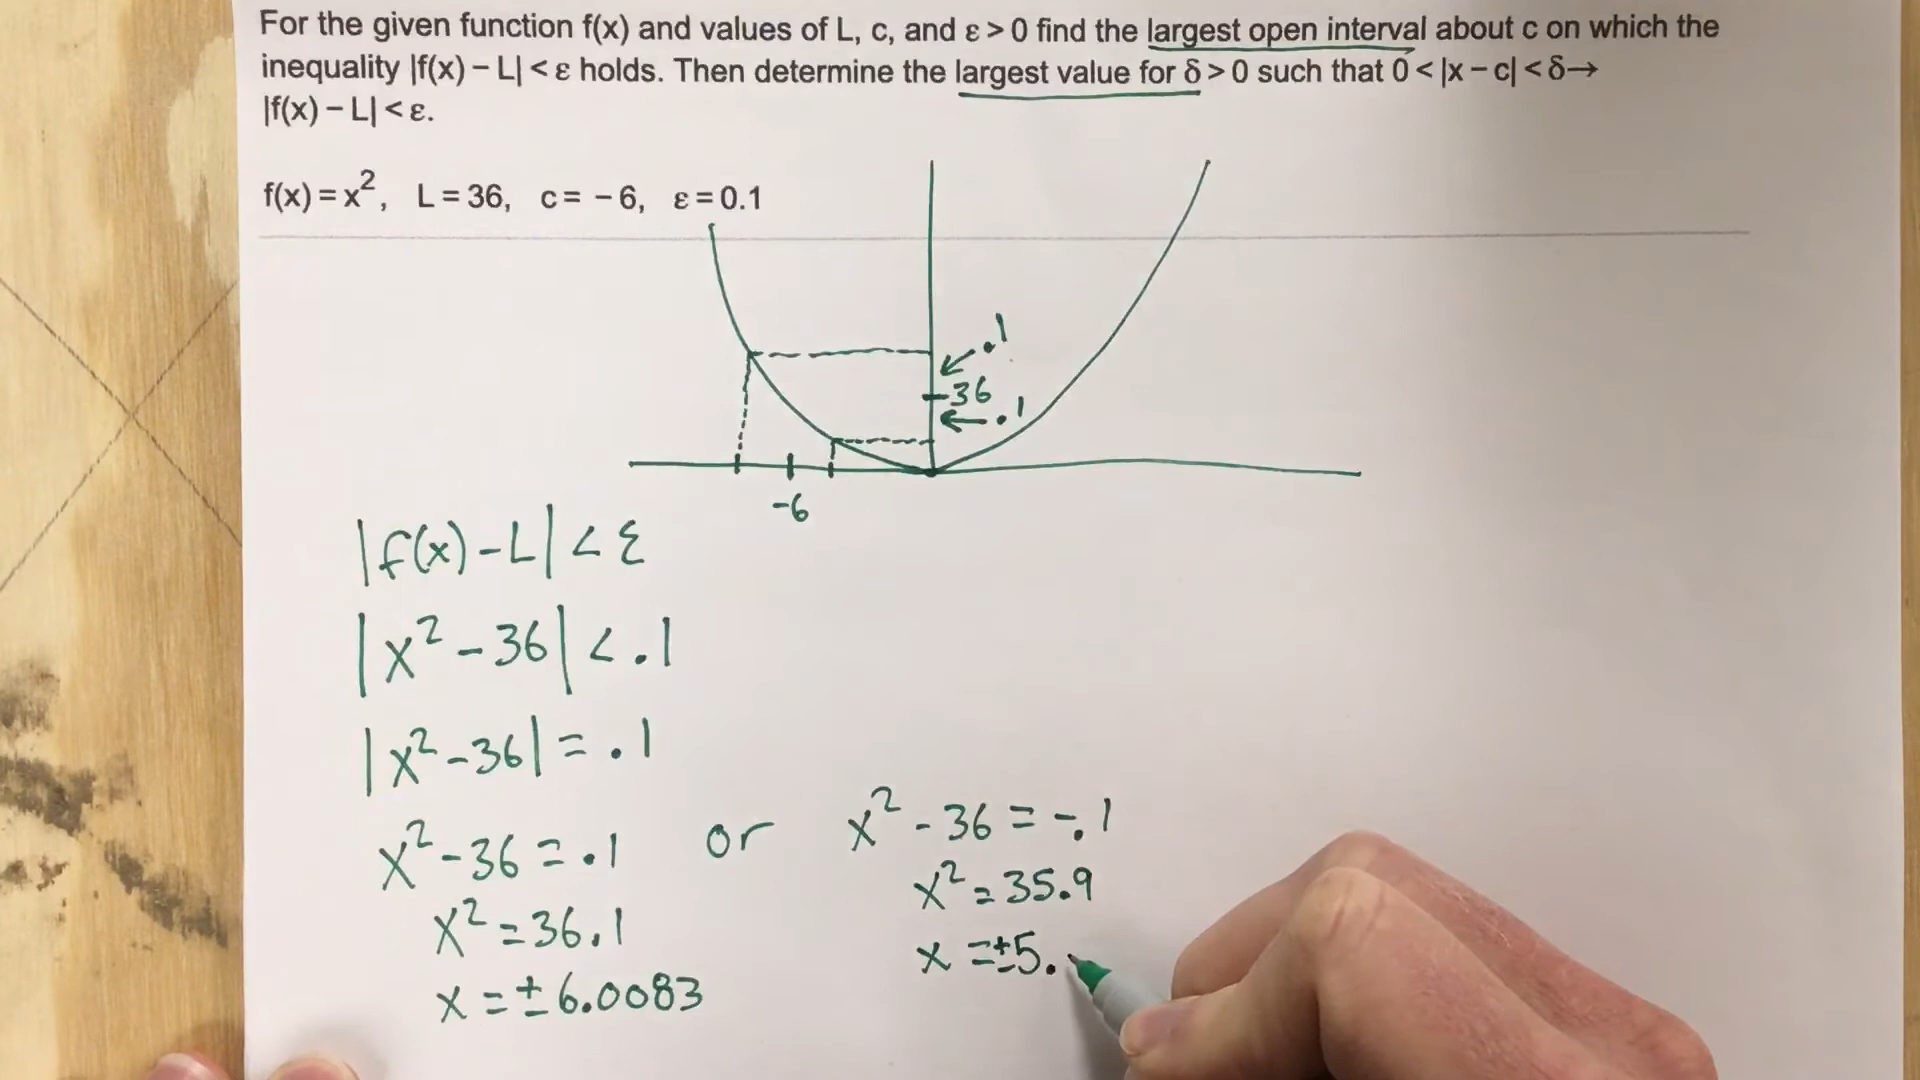 For the given function f(x) and values of L, c, and ε > 0 find the largest open interval about c on which the
inequality |f(x) − L| < ε holds. Then determine the largest value for δ > 0 such that 0 < |x − c| < δ→
|f(x) − L| < ε.
f(x) = x², L = 36, c = − 6, ε = 0.1
.1
36
.1
-6
|f(x)-L| < ε
|x²-36| < .1
|x²-36| = .1
x²-36 = .1 or x²-36 = -.1
x² = 36.1
x² = 35.9
x = ±6.0083
x = ±5.